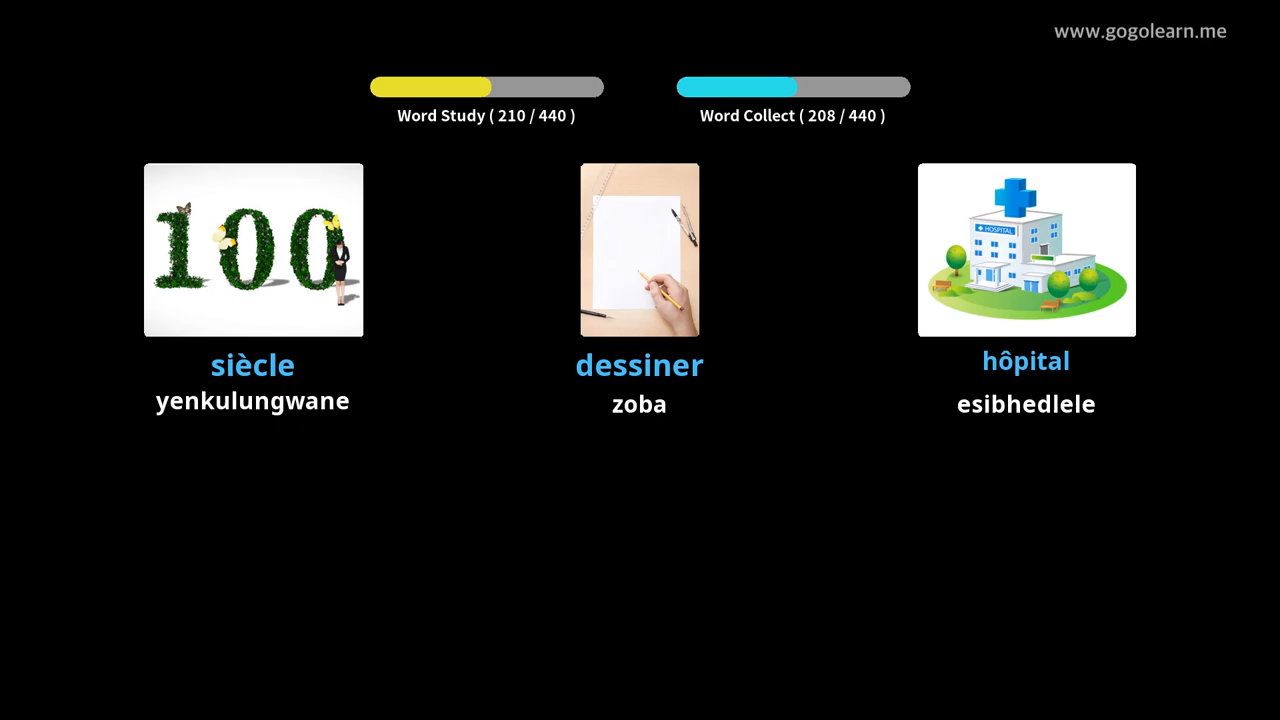 www.gogolearn.me
Word Study ( 210 / 440 )
Word Collect ( 208 / 440 )
100
HOSPITAL
siècle
dessiner
hôpital
yenkulungwane
zoba
esibhedlele